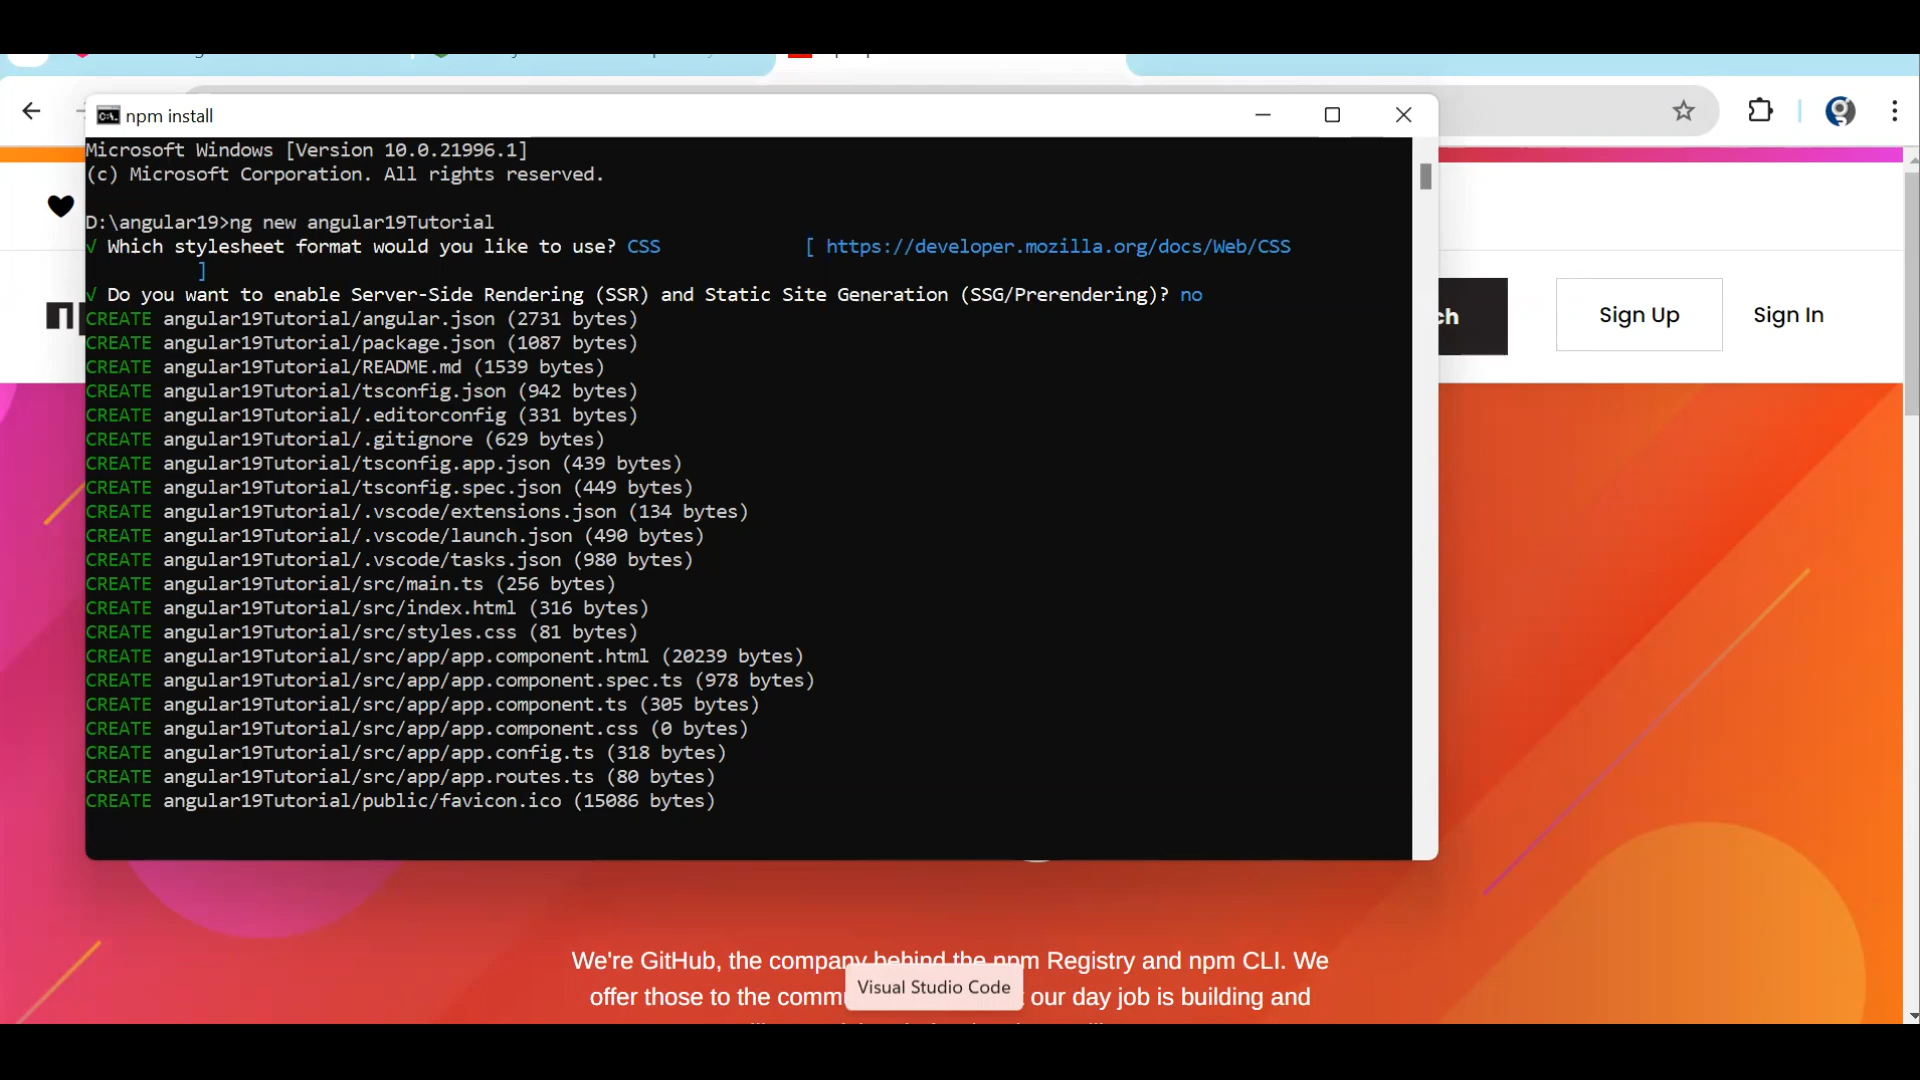 npm install
Microsoft Windows [Version 10.0.21996.1]
(c) Microsoft Corporation. All rights reserved.
D:\angular19>ng new angular19Tutorial
√ Which stylesheet format would you like to use? CSS [ https://developer.mozilla.org/docs/Web/CSS
]
√ Do you want to enable Server-Side Rendering (SSR) and Static Site Generation (SSG/Prerendering)? no
CREATE angular19Tutorial/angular.json (2731 bytes)
CREATE angular19Tutorial/package.json (1087 bytes)
CREATE angular19Tutorial/README.md (1539 bytes)
CREATE angular19Tutorial/tsconfig.json (942 bytes)
CREATE angular19Tutorial/.editorconfig (331 bytes)
CREATE angular19Tutorial/.gitignore (629 bytes)
CREATE angular19Tutorial/tsconfig.app.json (439 bytes)
CREATE angular19Tutorial/tsconfig.spec.json (449 bytes)
CREATE angular19Tutorial/.vscode/extensions.json (134 bytes)
CREATE angular19Tutorial/.vscode/launch.json (490 bytes)
CREATE angular19Tutorial/.vscode/tasks.json (980 bytes)
CREATE angular19Tutorial/src/main.ts (256 bytes)
CREATE angular19Tutorial/src/index.html (316 bytes)
CREATE angular19Tutorial/src/styles.css (81 bytes)
CREATE angular19Tutorial/src/app/app.component.html (20239 bytes)
CREATE angular19Tutorial/src/app/app.component.spec.ts (978 bytes)
CREATE angular19Tutorial/src/app/app.component.ts (305 bytes)
CREATE angular19Tutorial/src/app/app.component.css (0 bytes)
CREATE angular19Tutorial/src/app/app.config.ts (318 bytes)
CREATE angular19Tutorial/src/app/app.routes.ts (80 bytes)
CREATE angular19Tutorial/public/favicon.ico (15086 bytes)
ch
Sign Up
Sign In
We're GitHub, the company behind the npm Registry and npm CLI. We
offer those to the our day job is building and
Visual Studio Code